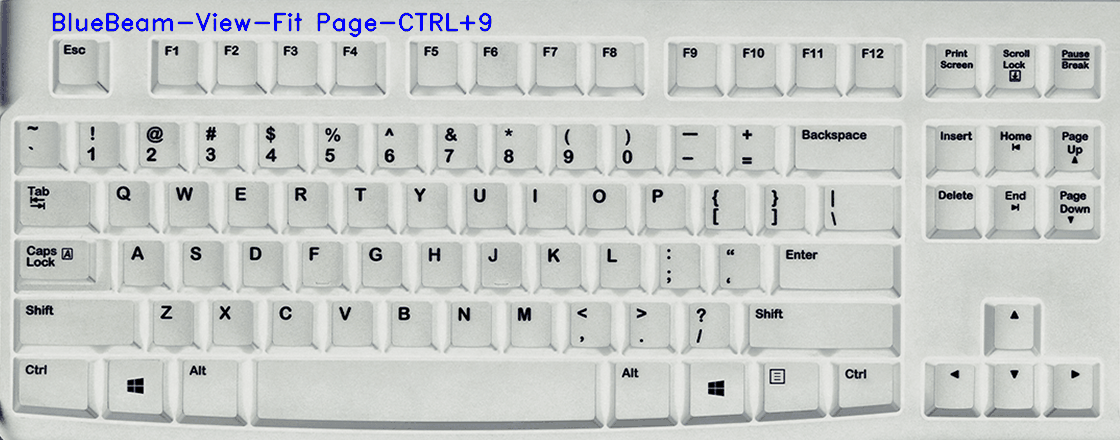 BlueBeam-View-Fit Page-CTRL+9
Esc F1 F2 F3 F4 F5 F6 F7 F8 F9 F10 F11 F12 Print Screen Scroll Lock Pause Break
~ ! @ # $ % ^ & * ( ) — + Backspace Insert Home Page Up
` 1 2 3 4 5 6 7 8 9 0 - =
Tab Q W E R T Y U I O P { } | Delete End Page Down
[ ] \
Caps Lock A A S D F G H J K L : “ Enter
; ‘
Shift Z X C V B N M < > ? Shift
, . /
Ctrl Alt Alt Ctrl